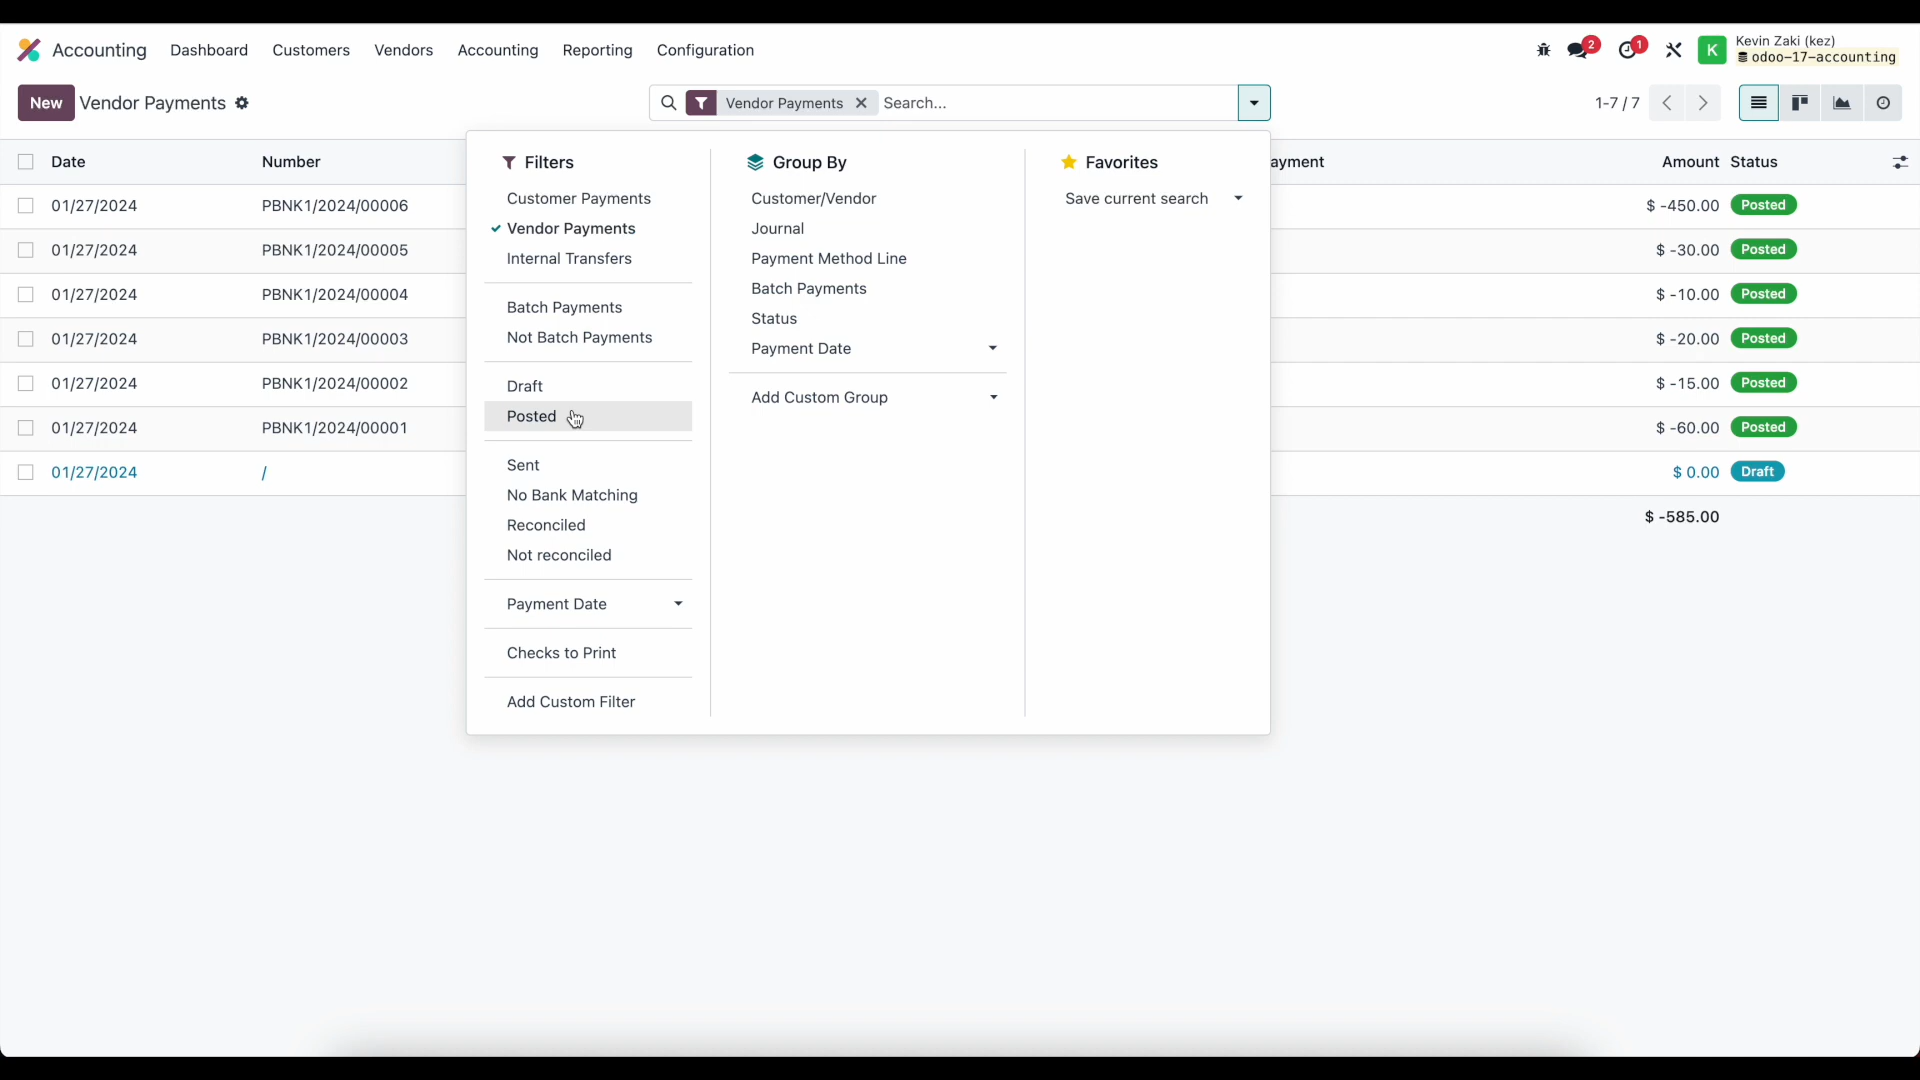 Accounting Dashboard Customers Vendors Accounting Reporting Configuration 2 1 K Kevin Zaki (kez)
odoo-17-accounting
New Vendor Payments Vendor Payments Search... 1-7 / 7
Date Number ayment Amount Status
01/27/2024 PBNK1/2024/00006 $ -450.00 Posted
01/27/2024 PBNK1/2024/00005 $ -30.00 Posted
01/27/2024 PBNK1/2024/00004 $ -10.00 Posted
01/27/2024 PBNK1/2024/00003 $ -20.00 Posted
01/27/2024 PBNK1/2024/00002 $ -15.00 Posted
01/27/2024 PBNK1/2024/00001 $ -60.00 Posted
01/27/2024 / $ 0.00 Draft
$ -585.00
Filters
Customer Payments
Vendor Payments
Internal Transfers
Batch Payments
Not Batch Payments
Draft
Posted
Sent
No Bank Matching
Reconciled
Not reconciled
Payment Date
Checks to Print
Add Custom Filter
Group By
Customer/Vendor
Journal
Payment Method Line
Batch Payments
Status
Payment Date
Add Custom Group
Favorites
Save current search